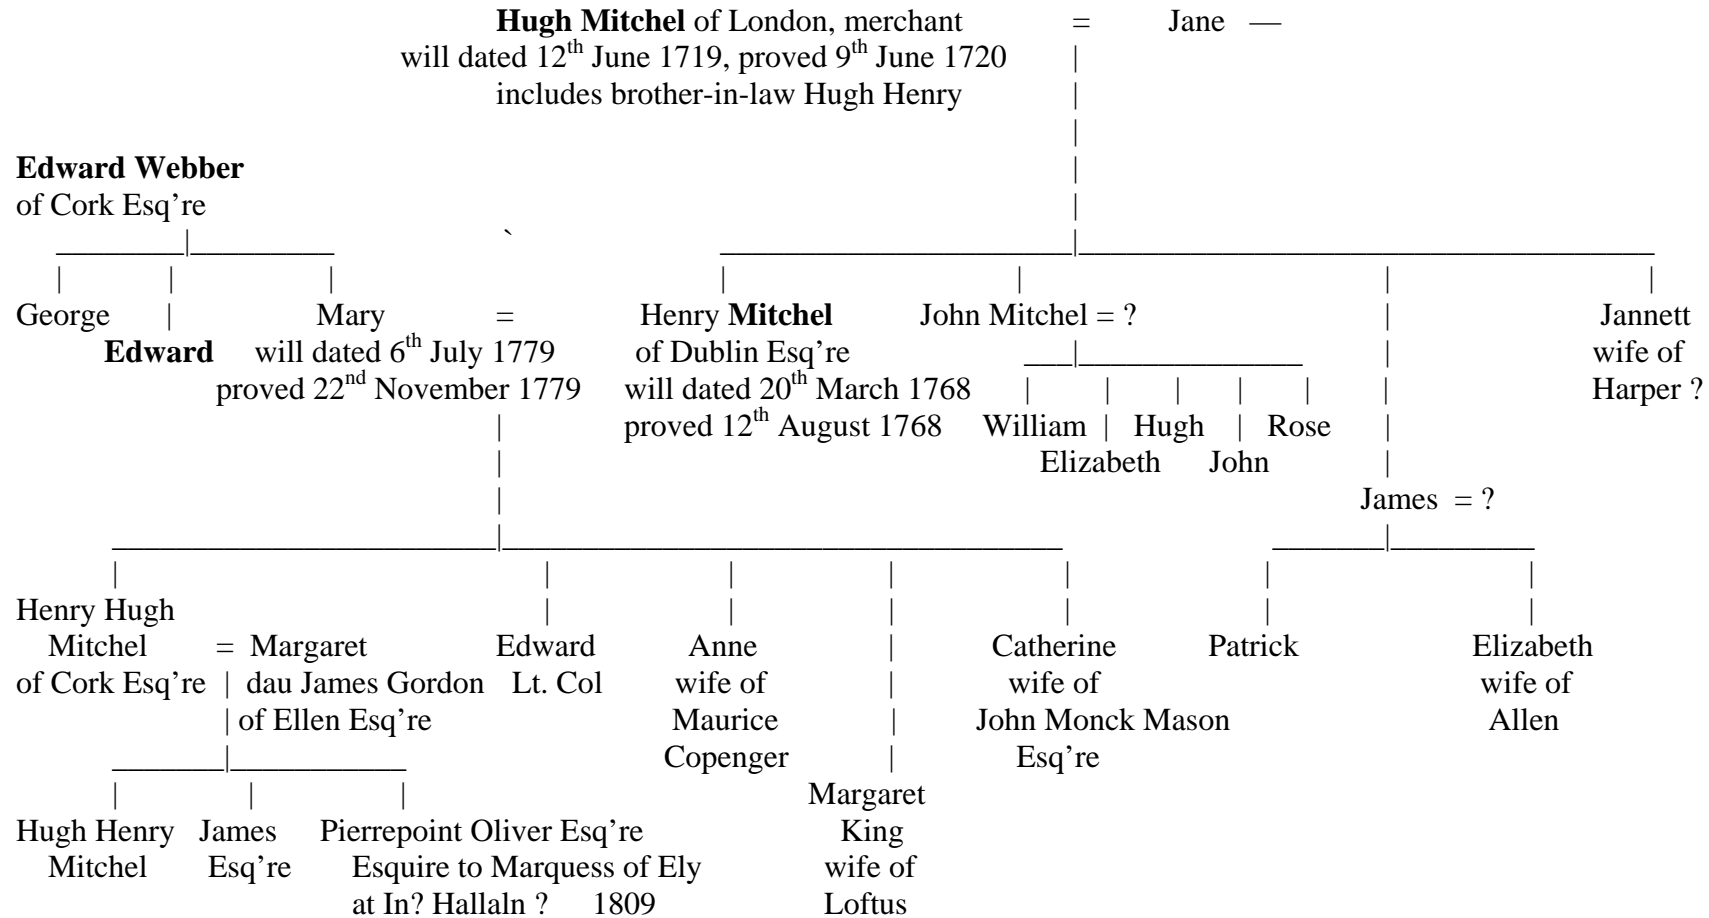 Hugh Mitchel of London, merchant = Jane —
will dated 12th June 1719, proved 9th June 1720
includes brother-in-law Hugh Henry
Edward Webber
of Cork Esq’re
`
George Mary = Henry Mitchel John Mitchel = ? Jannett
Edward will dated 6th July 1779 of Dublin Esq’re wife of
proved 22nd November 1779 will dated 20th March 1768 Harper ?
proved 12th August 1768 William Hugh Rose
Elizabeth John
James = ?
Henry Hugh
Mitchel = Margaret Edward Anne Catherine Patrick Elizabeth
of Cork Esq’re dau James Gordon Lt. Col wife of wife of wife of
of Ellen Esq’re Maurice John Monck Mason Allen
Copenger Esq’re
Margaret
Hugh Henry James Pierrepoint Oliver Esq’re King
Mitchel Esq’re Esquire to Marquess of Ely wife of
at In? Hallaln ? 1809 Loftus